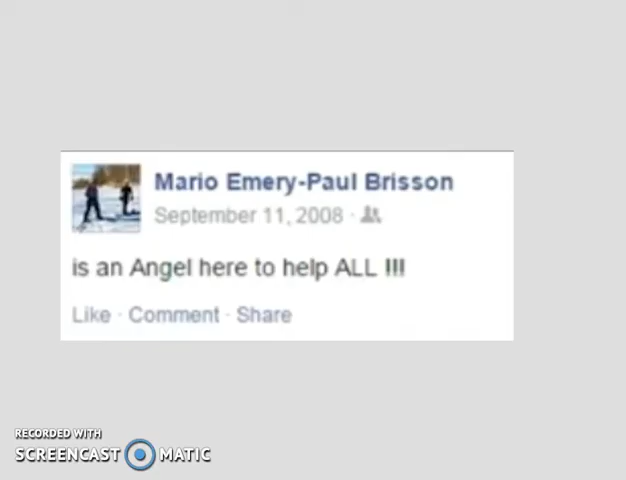 Mario Emery-Paul Brisson
September 11, 2008 ·
is an Angel here to help ALL !!!
Like · Comment · Share
RECORDED WITH
SCREENCAST MATIC